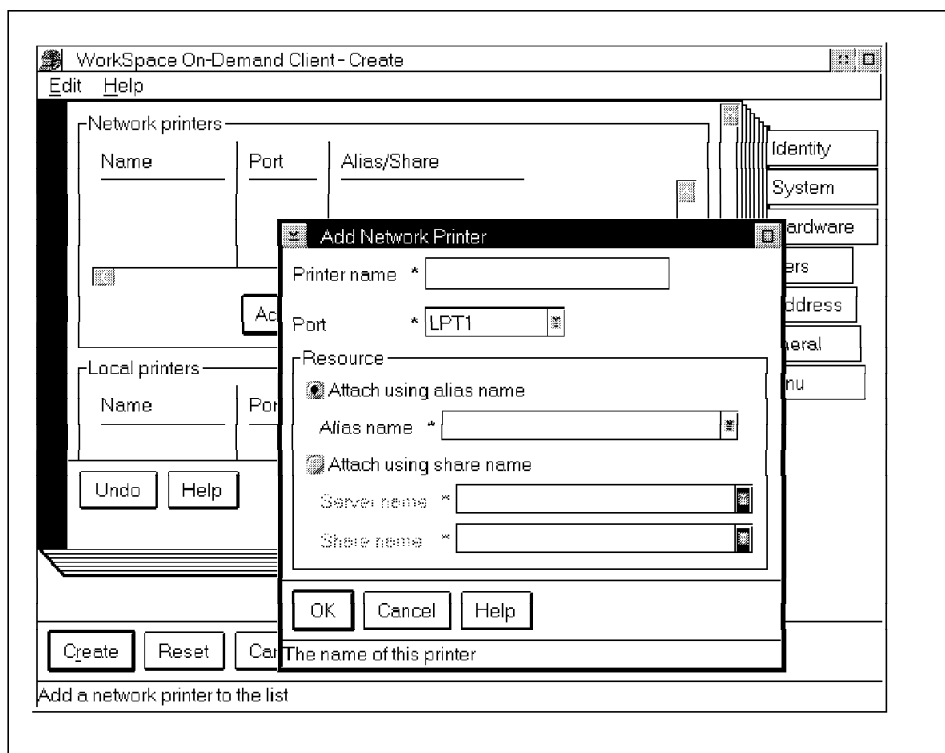 WorkSpace On-Demand Client - Create
Edit Help
Network printers
Name Port Alias/Share
Identity
System
ardware
ers
ddress
eral
nu
Local printers
Name Por
Undo Help
Create Reset Can
Add a network printer to the list
Add Network Printer
Printer name *
Port * LPT1
Resource
Attach using alias name
Alias name *
Attach using share name
Server name *
Share name *
OK Cancel Help
The name of this printer